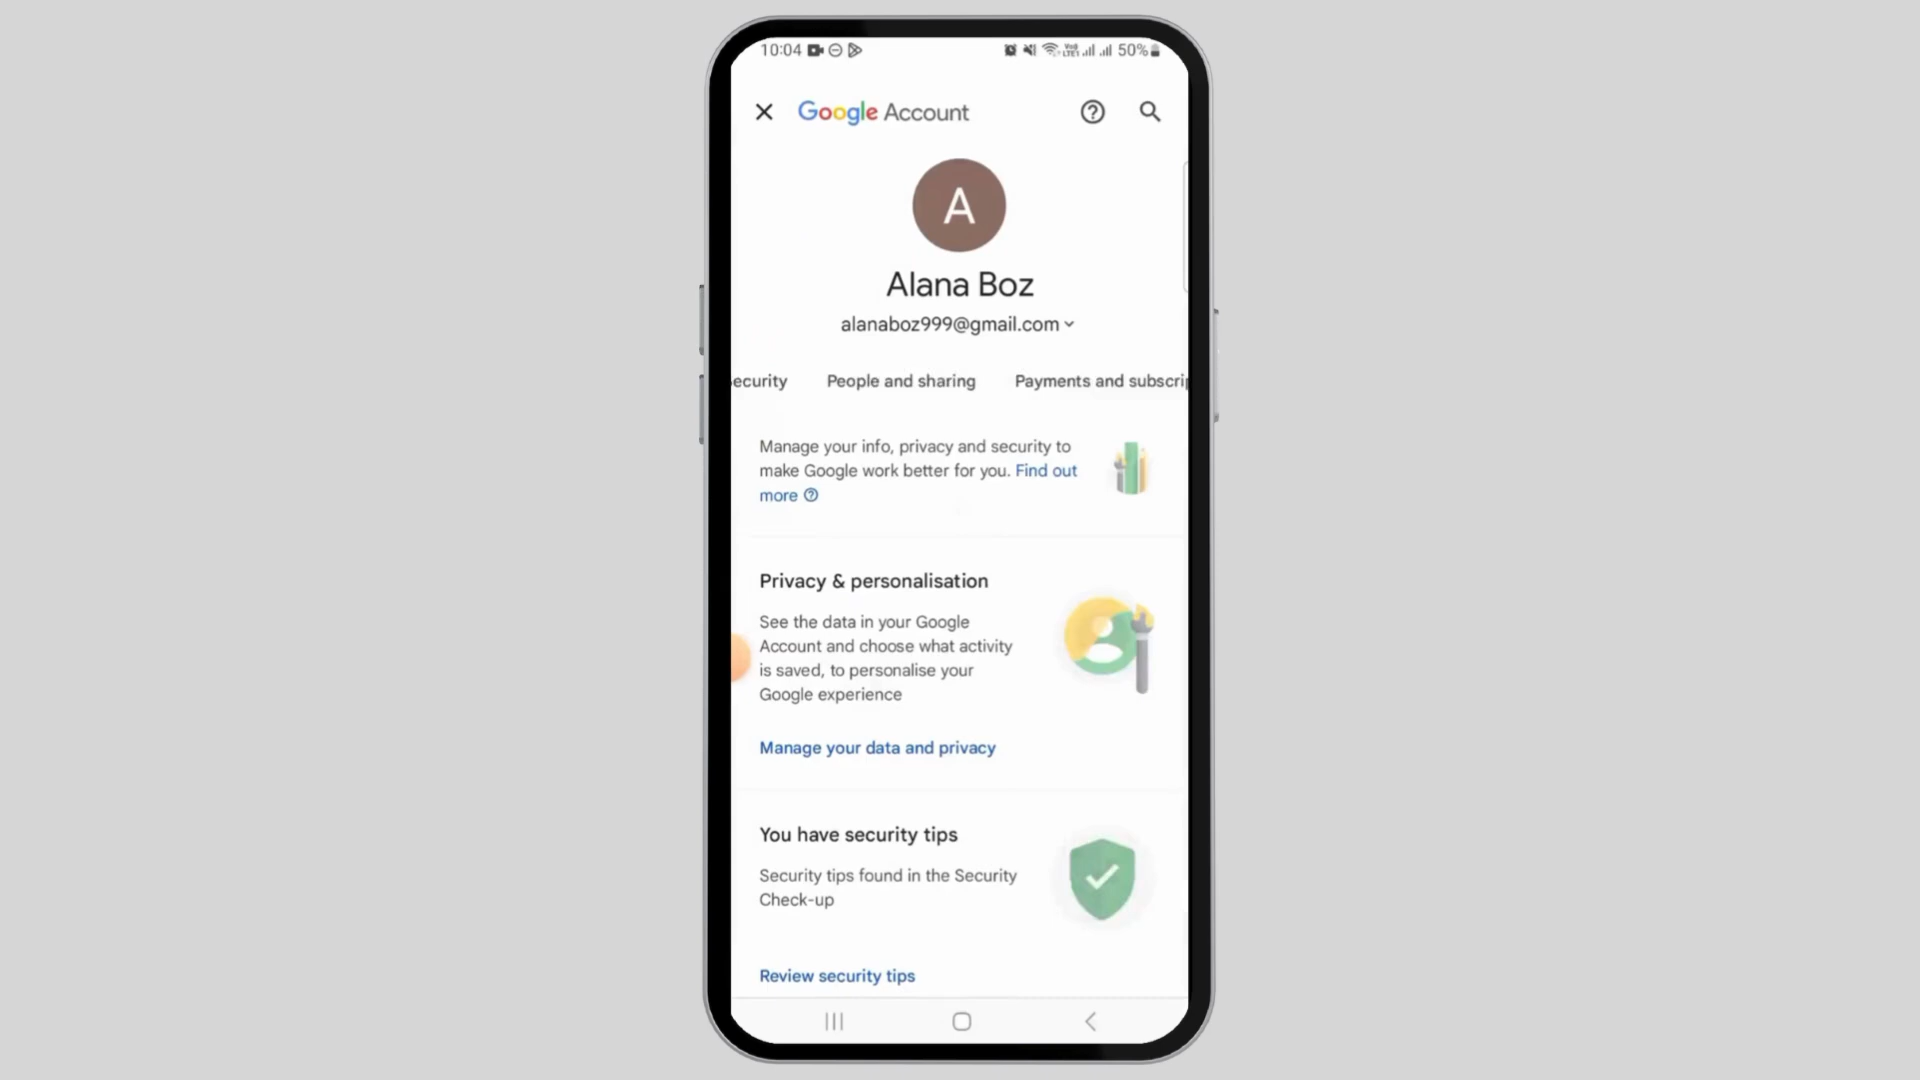 10:04
50%
Google Account
A
Alana Boz
alanaboz999@gmail.com
ecurity People and sharing Payments and subscrip
Manage your info, privacy and security to
make Google work better for you. Find out
more
Privacy & personalisation
See the data in your Google
Account and choose what activity
is saved, to personalise your
Google experience
Manage your data and privacy
You have security tips
Security tips found in the Security
Check-up
Review security tips